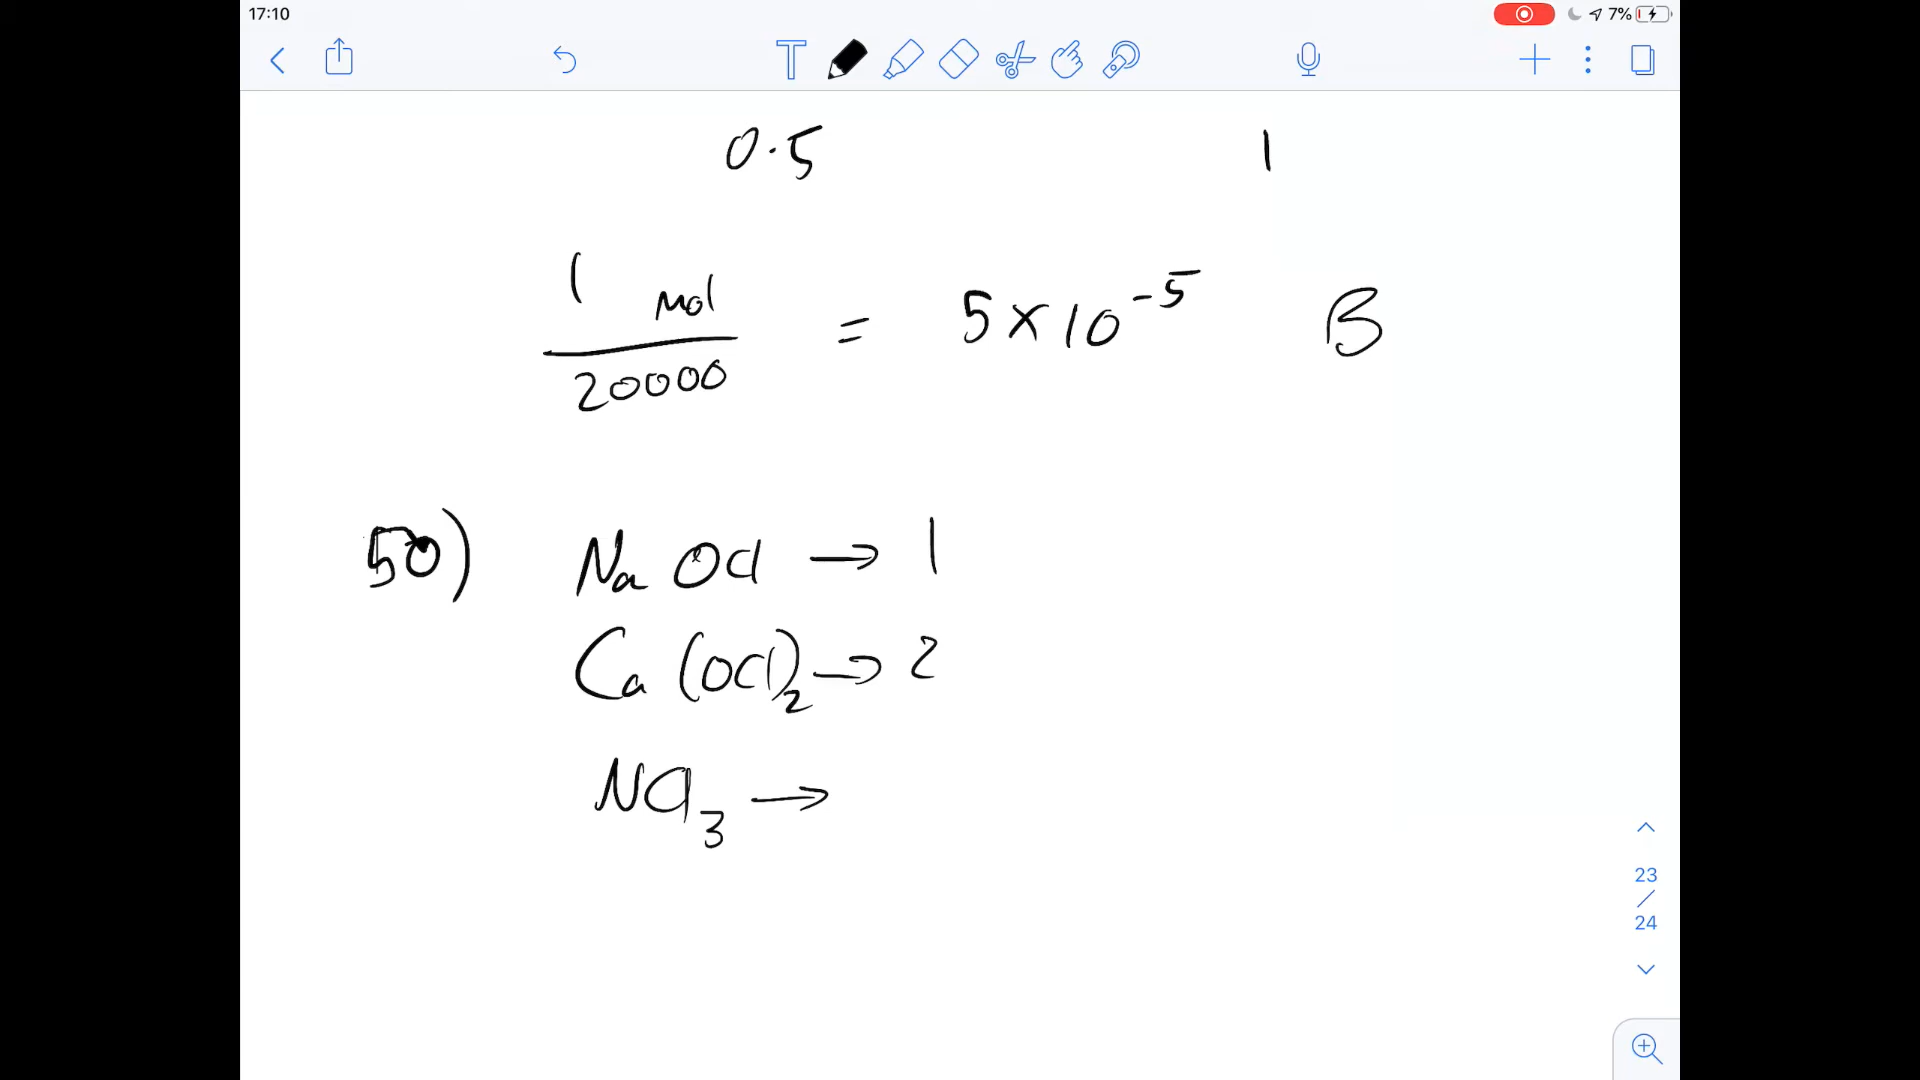 17:10
7%
T
0.5 1
1 mol
20000
= 5×10⁻⁵ B
50) NaOCl → 1
Ca(OCl)₂ → 2
NCl₃ →
23
/
24